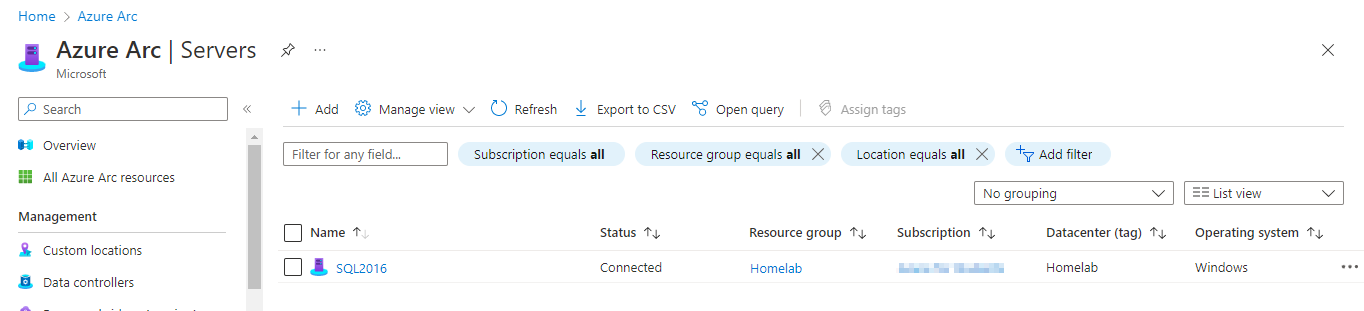 Home > Azure Arc
Azure Arc | Servers ...
Microsoft
Search «
Add Manage view Refresh Export to CSV Open query Assign tags
Overview
All Azure Arc resources
Management
Custom locations
Data controllers
Filter for any field... Subscription equals all Resource group equals all Location equals all Add filter
No grouping List view
Name Status Resource group Subscription Datacenter (tag) Operating system
SQL2016 Connected Homelab Homelab Windows ...